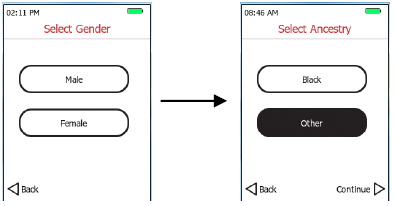 02:11 PM
Select Gender
Male
Female
Back
08:46 AM
Select Ancestry
Black
Other
Back
Continue